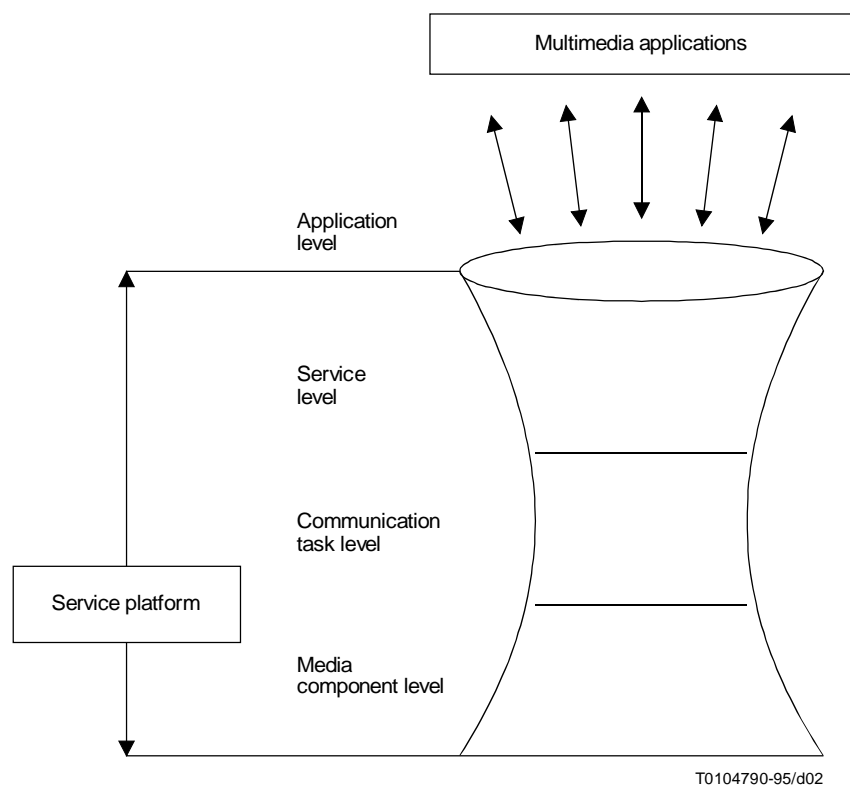 Multimedia applications
Application
level
Service
level
Communication
task level
Service platform
Media
component level
T0104790-95/d02